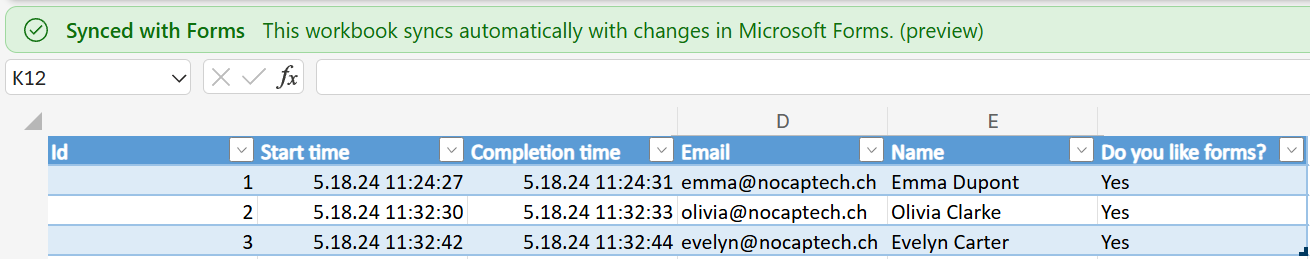 Synced with Forms This workbook syncs automatically with changes in Microsoft Forms. (preview)
K12 fx
D E
Id Start time Completion time Email Name Do you like forms?
1 5.18.24 11:24:27 5.18.24 11:24:31 emma@nocaptech.ch Emma Dupont Yes
2 5.18.24 11:32:30 5.18.24 11:32:33 olivia@nocaptech.ch Olivia Clarke Yes
3 5.18.24 11:32:42 5.18.24 11:32:44 evelyn@nocaptech.ch Evelyn Carter Yes